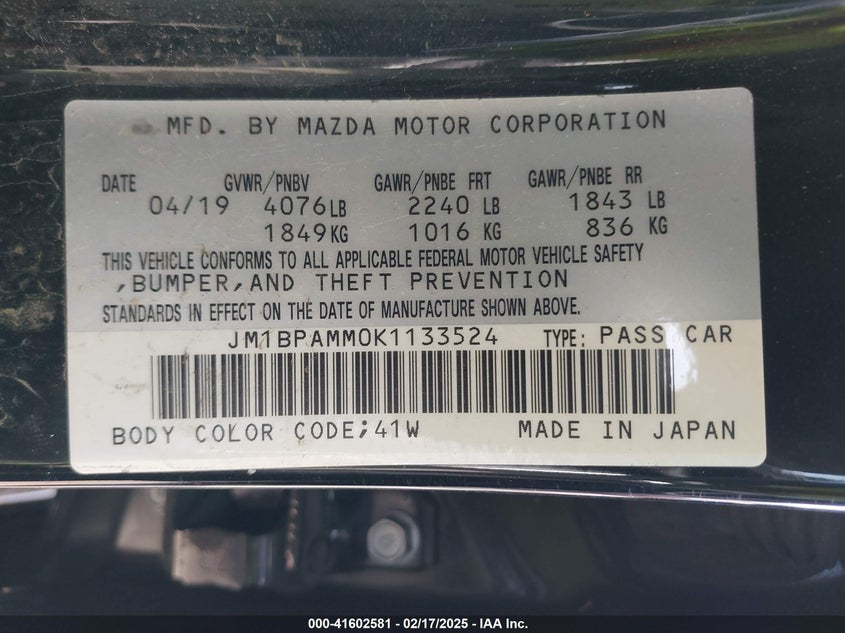 MFD. BY MAZDA MOTOR CORPORATION
DATE GVWR/PNBV GAWR/PNBE FRT GAWR/PNBE RR
04/19 4076LB 2240 LB 1843 LB
1849KG 1016 KG 836 KG
THIS VEHICLE CONFORMS TO ALL APPLICABLE FEDERAL MOTOR VEHICLE SAFETY
,BUMPER,AND THEFT PREVENTION
STANDARDS IN EFFECT ON THE DATE OF MANUFACTURE SHOWN ABOVE.
JM1BPAMM0K1133524 TYPE: PASS CAR
BODY COLOR CODE;41W MADE IN JAPAN
000-41602581 - 02/17/2025 - IAA Inc.